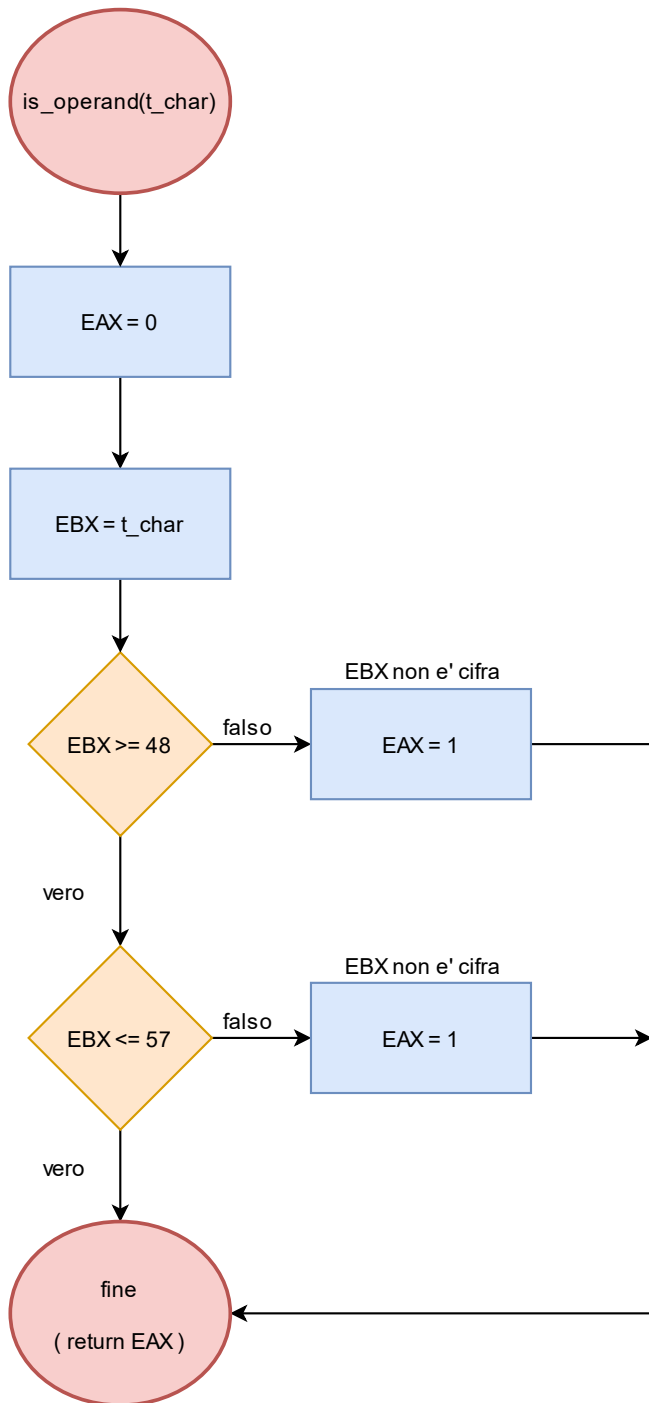 is_operand(t_char)
EAX = 0
EBX = t_char
EBX >= 48
falso
EBX non e' cifra
EAX = 1
vero
EBX <= 57
falso
EBX non e' cifra
EAX = 1
vero
fine
( return EAX )